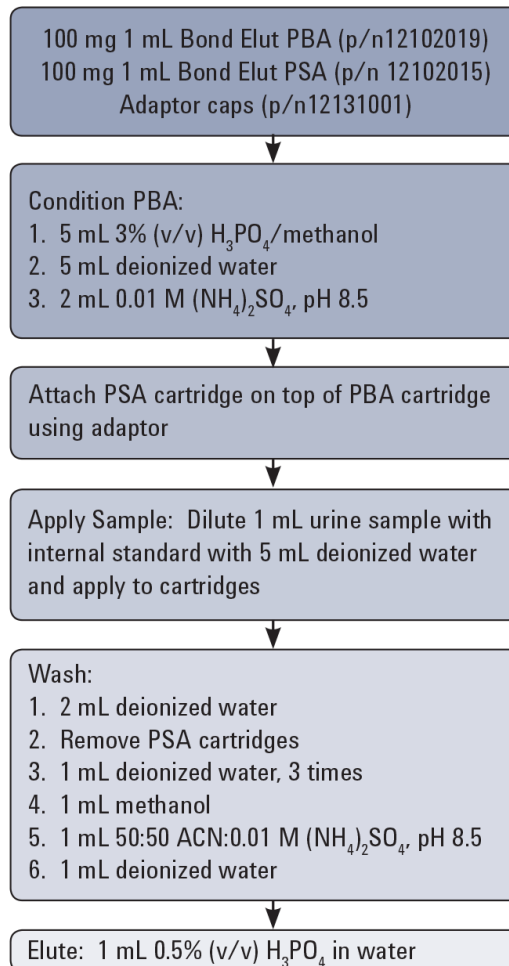 100 mg 1 mL Bond Elut PBA (p/n12102019)
100 mg 1 mL Bond Elut PSA (p/n 12102015)
Adaptor caps (p/n12131001)
Condition PBA:
1. 5 mL 3% (v/v) H₃PO₄/methanol
2. 5 mL deionized water
3. 2 mL 0.01 M (NH₄)₂SO₄, pH 8.5
Attach PSA cartridge on top of PBA cartridge
using adaptor
Apply Sample: Dilute 1 mL urine sample with
internal standard with 5 mL deionized water
and apply to cartridges
Wash:
1. 2 mL deionized water
2. Remove PSA cartridges
3. 1 mL deionized water, 3 times
4. 1 mL methanol
5. 1 mL 50:50 ACN:0.01 M (NH₄)₂SO₄, pH 8.5
6. 1 mL deionized water
Elute: 1 mL 0.5% (v/v) H₃PO₄ in water